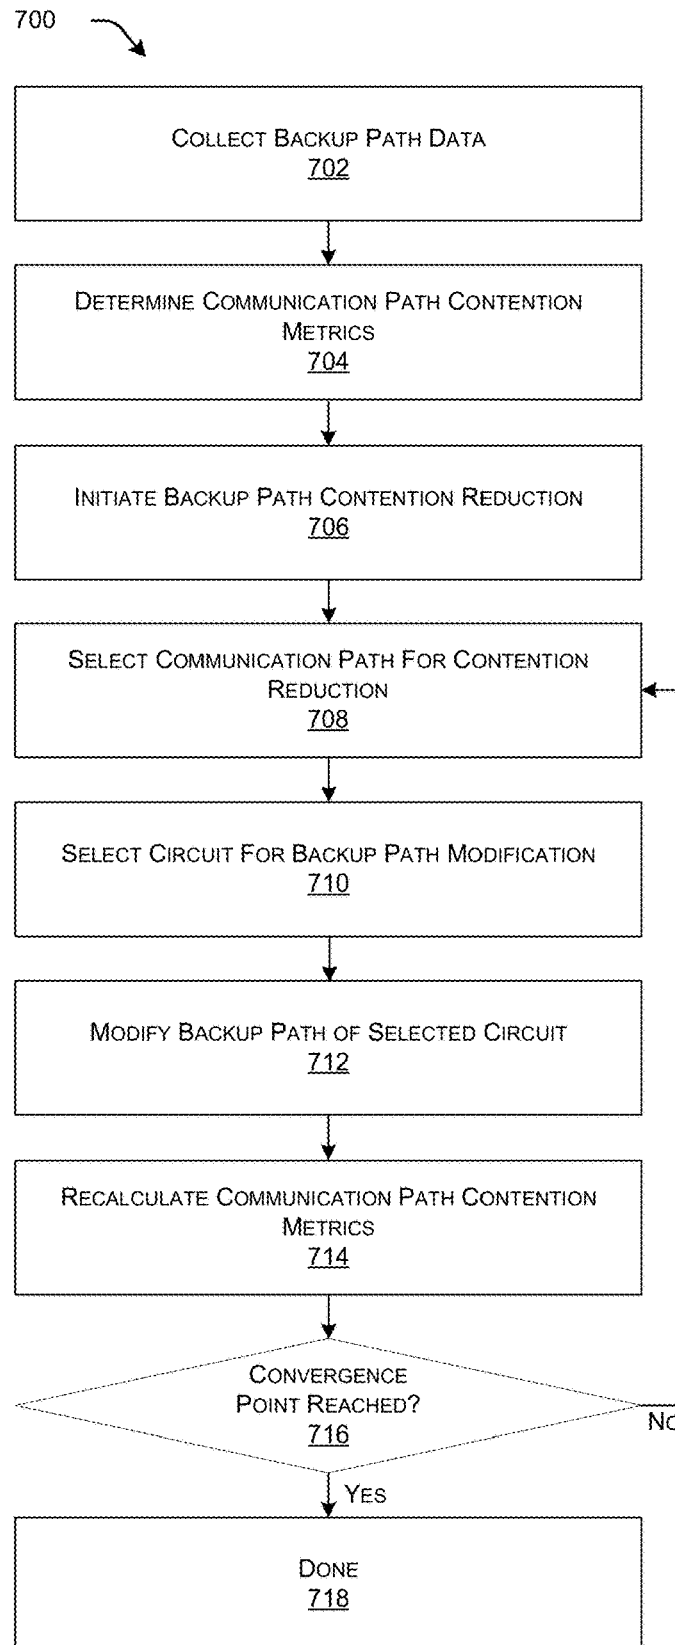 700
COLLECT BACKUP PATH DATA
702
DETERMINE COMMUNICATION PATH CONTENTION
METRICS
704
INITIATE BACKUP PATH CONTENTION REDUCTION
706
SELECT COMMUNICATION PATH FOR CONTENTION
REDUCTION
708
SELECT CIRCUIT FOR BACKUP PATH MODIFICATION
710
MODIFY BACKUP PATH OF SELECTED CIRCUIT
712
RECALCULATE COMMUNICATION PATH CONTENTION
METRICS
714
CONVERGENCE
POINT REACHED?
716
NO
YES
DONE
718